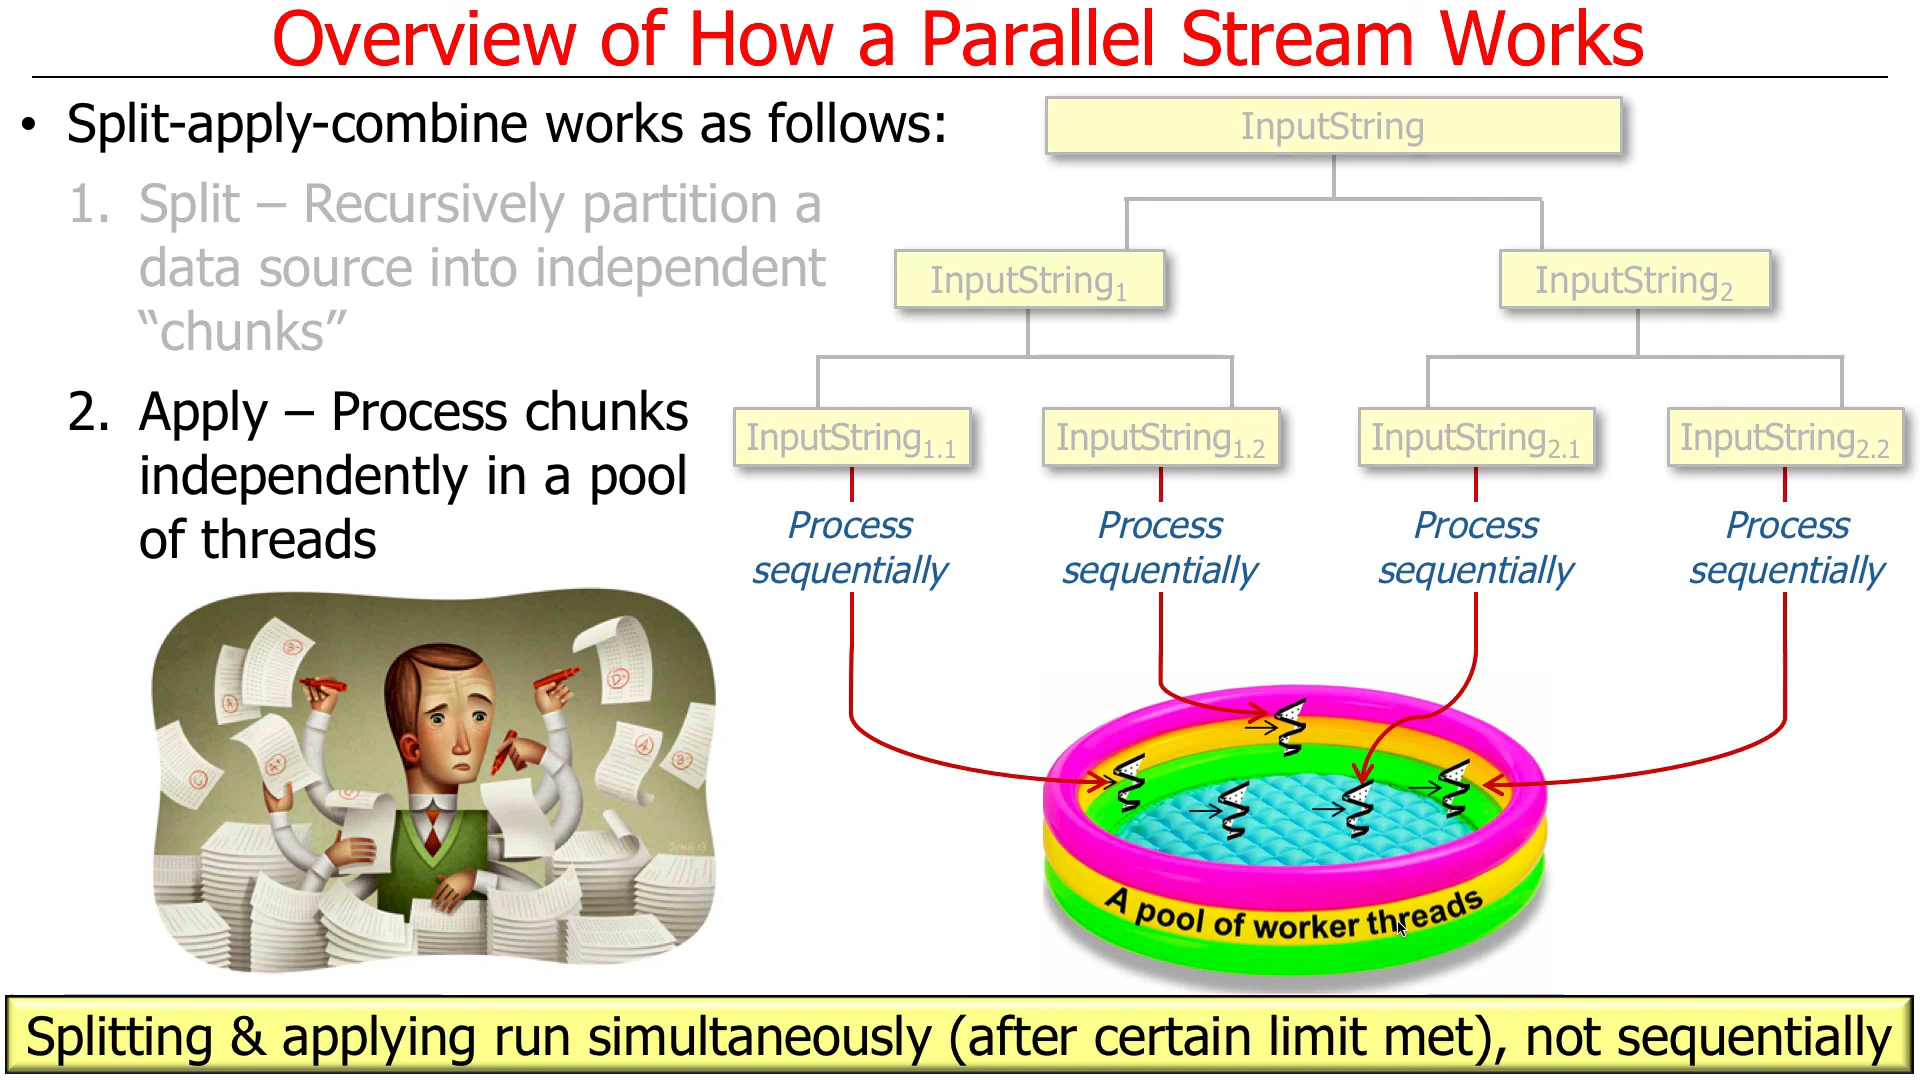 Overview of How a Parallel Stream Works
• Split-apply-combine works as follows:
1. Split – Recursively partition a
data source into independent
“chunks”
2. Apply – Process chunks
independently in a pool
of threads
InputString
InputString1
InputString2
InputString1.1
InputString1.2
InputString2.1
InputString2.2
Process
sequentially
Process
sequentially
Process
sequentially
Process
sequentially
A pool of worker threads
Splitting & applying run simultaneously (after certain limit met), not sequentially